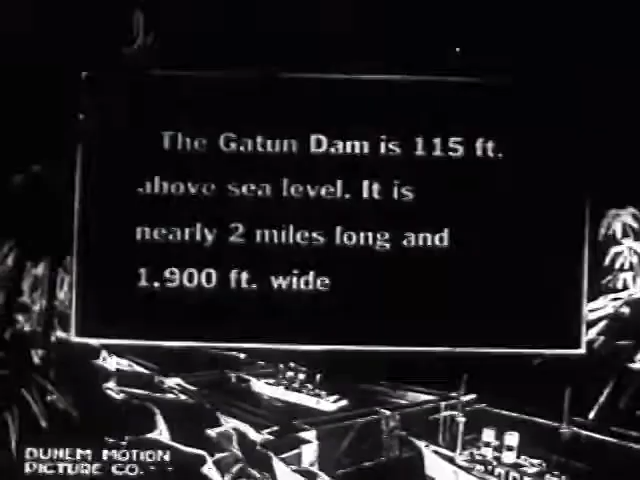 The Gatun Dam is 115 ft.
above sea level. It is
nearly 2 miles long and
1.900 ft. wide
DUHEM MOTION
PICTURE CO.